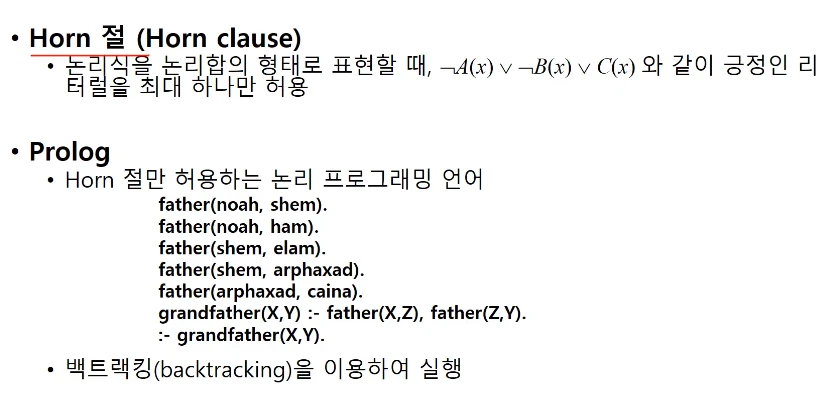 • Horn 절 (Horn clause)
• 논리식을 논리합의 형태로 표현할 때, ¬A(x) ∨ ¬B(x) ∨ C(x) 와 같이 긍정인 리
터럴을 최대 하나만 허용
• Prolog
• Horn 절만 허용하는 논리 프로그래밍 언어
father(noah, shem).
father(noah, ham).
father(shem, elam).
father(shem, arphaxad).
father(arphaxad, caina).
grandfather(X,Y) :- father(X,Z), father(Z,Y).
:- grandfather(X,Y).
• 백트랙킹(backtracking)을 이용하여 실행